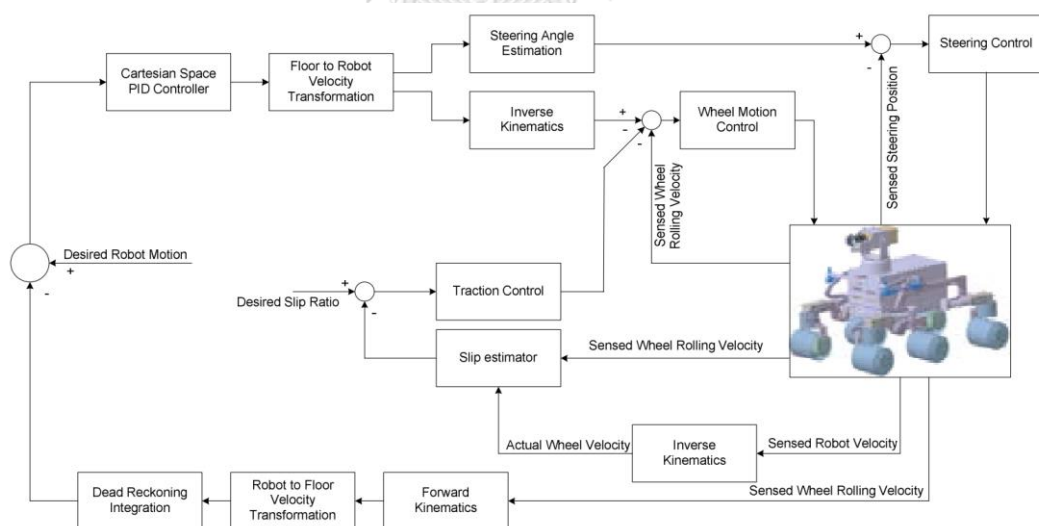 Steering Angle
Estimation
+
-
Steering Control
Cartesian Space
PID Controller
Floor to Robot
Velocity
Transformation
Inverse
Kinematics
+
-
-
Wheel Motion
Control
Sensed Steering Position
Sensed Wheel
Rolling Velocity
Desired Robot Motion
+
-
Desired Slip Ratio
+
-
Traction Control
Slip estimator
Sensed Wheel Rolling Velocity
Actual Wheel Velocity
Inverse
Kinematics
Sensed Robot Velocity
Dead Reckoning
Integration
Robot to Floor
Velocity
Transformation
Forward
Kinematics
Sensed Wheel Rolling Velocity